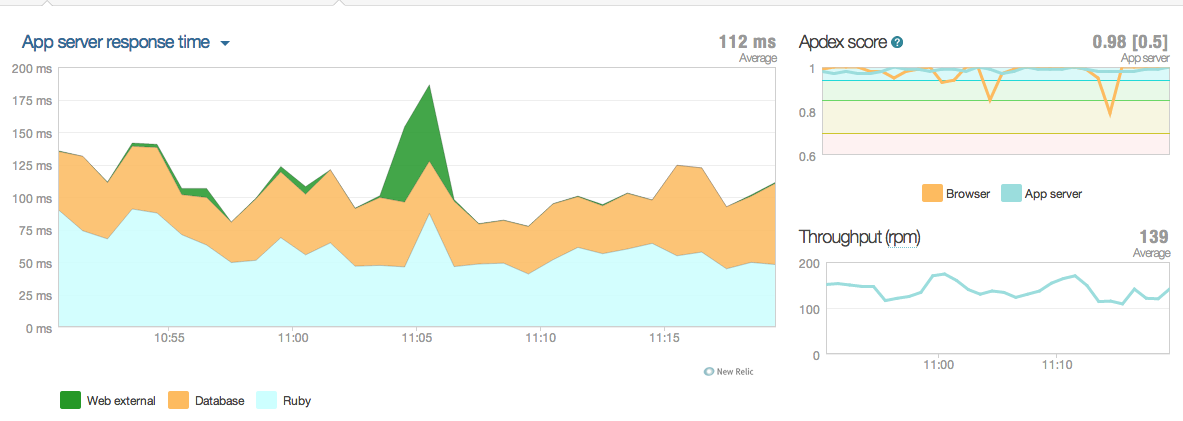 App server response time
112 ms
Average
200 ms
175 ms
150 ms
125 ms
100 ms
75 ms
50 ms
25 ms
0 ms
10:55 11:00 11:05 11:10 11:15
New Relic
Web external Database Ruby
Apdex score ?
0.98 [0.5]
App server
1
0.8
0.6
Browser App server
Throughput (rpm)
139
Average
200
100
0
11:00 11:10